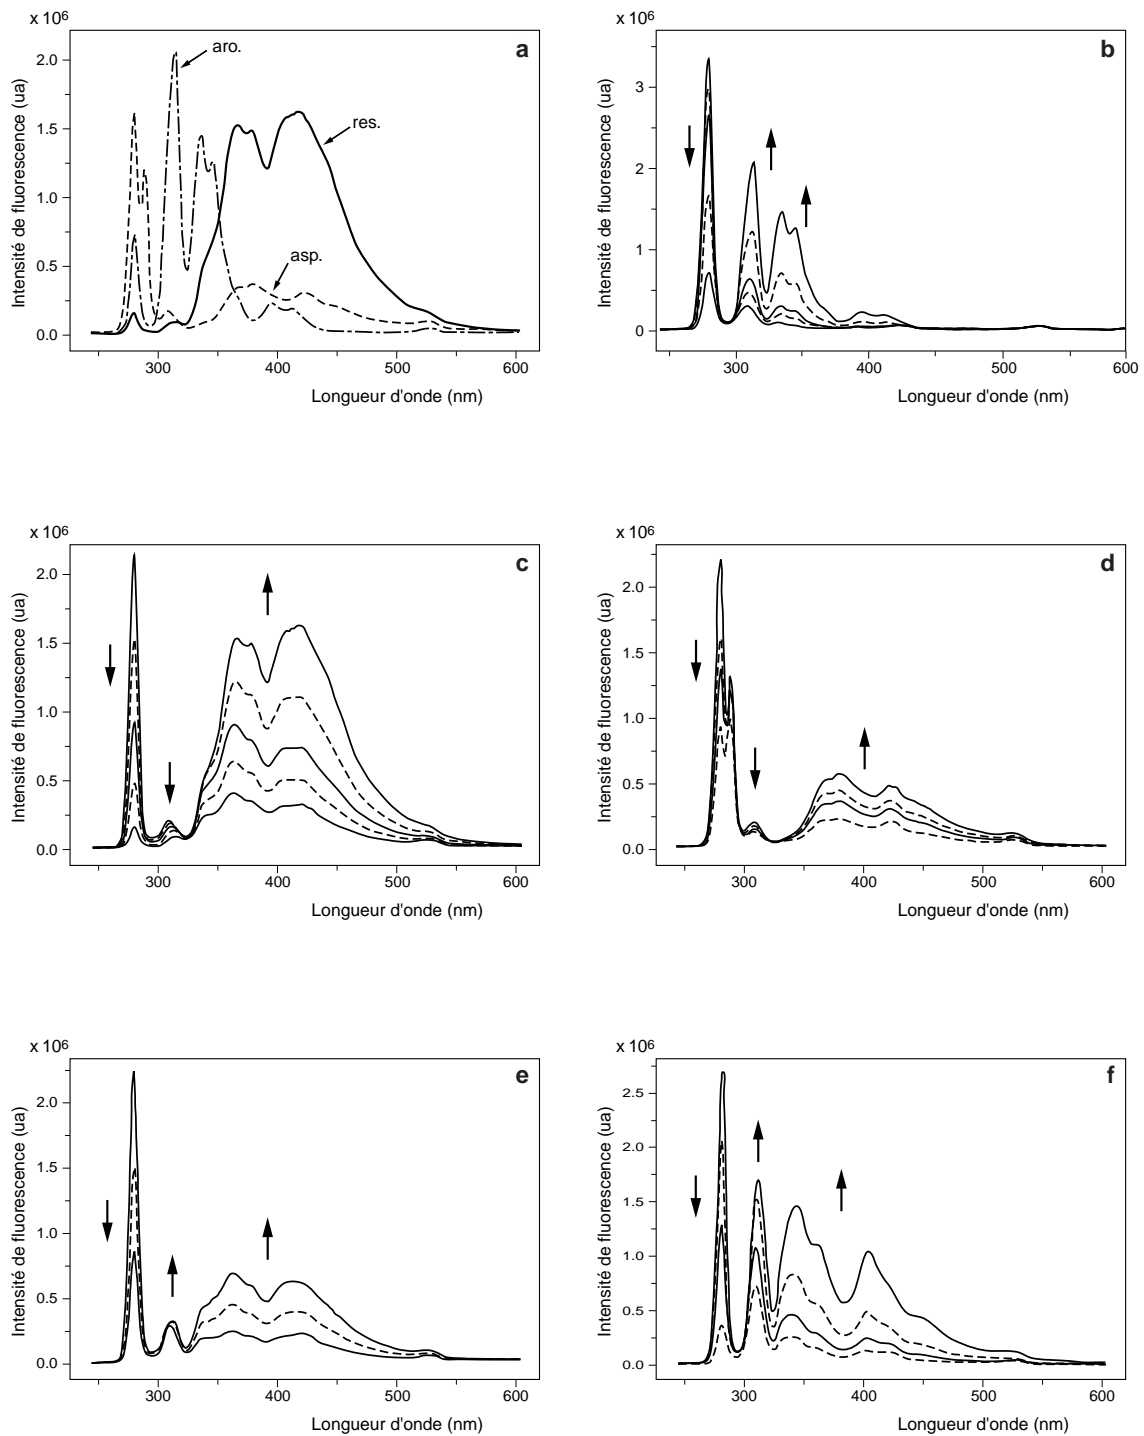 x 10⁶
a
2.0
1.5
1.0
0.5
0.0
aro.
res.
asp.
300 400 500 600
Longueur d'onde (nm)
Intensité de fluorescence (ua)
x 10⁶
b
3
2
1
0
300 400 500 600
Longueur d'onde (nm)
Intensité de fluorescence (ua)
x 10⁶
c
2.0
1.5
1.0
0.5
0.0
300 400 500 600
Longueur d'onde (nm)
Intensité de fluorescence (ua)
x 10⁶
d
2.0
1.5
1.0
0.5
0.0
300 400 500 600
Longueur d'onde (nm)
Intensité de fluorescence (ua)
x 10⁶
e
2.0
1.5
1.0
0.5
0.0
300 400 500 600
Longueur d'onde (nm)
Intensité de fluorescence (ua)
x 10⁶
f
2.5
2.0
1.5
1.0
0.5
0.0
300 400 500 600
Longueur d'onde (nm)
Intensité de fluorescence (ua)